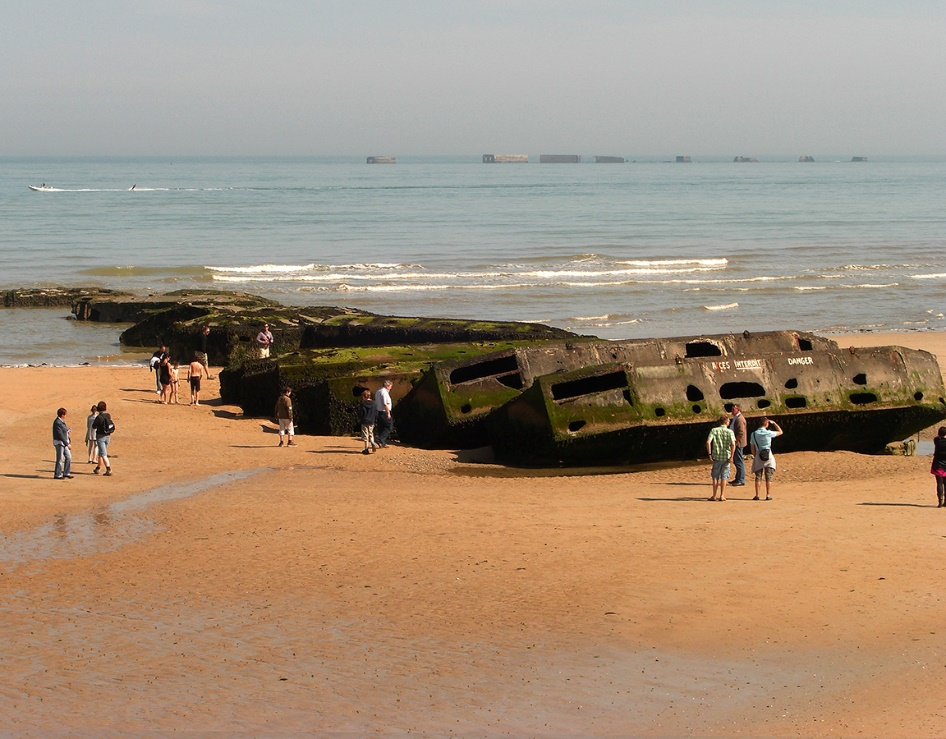 ACCES INTERDIT DANGER